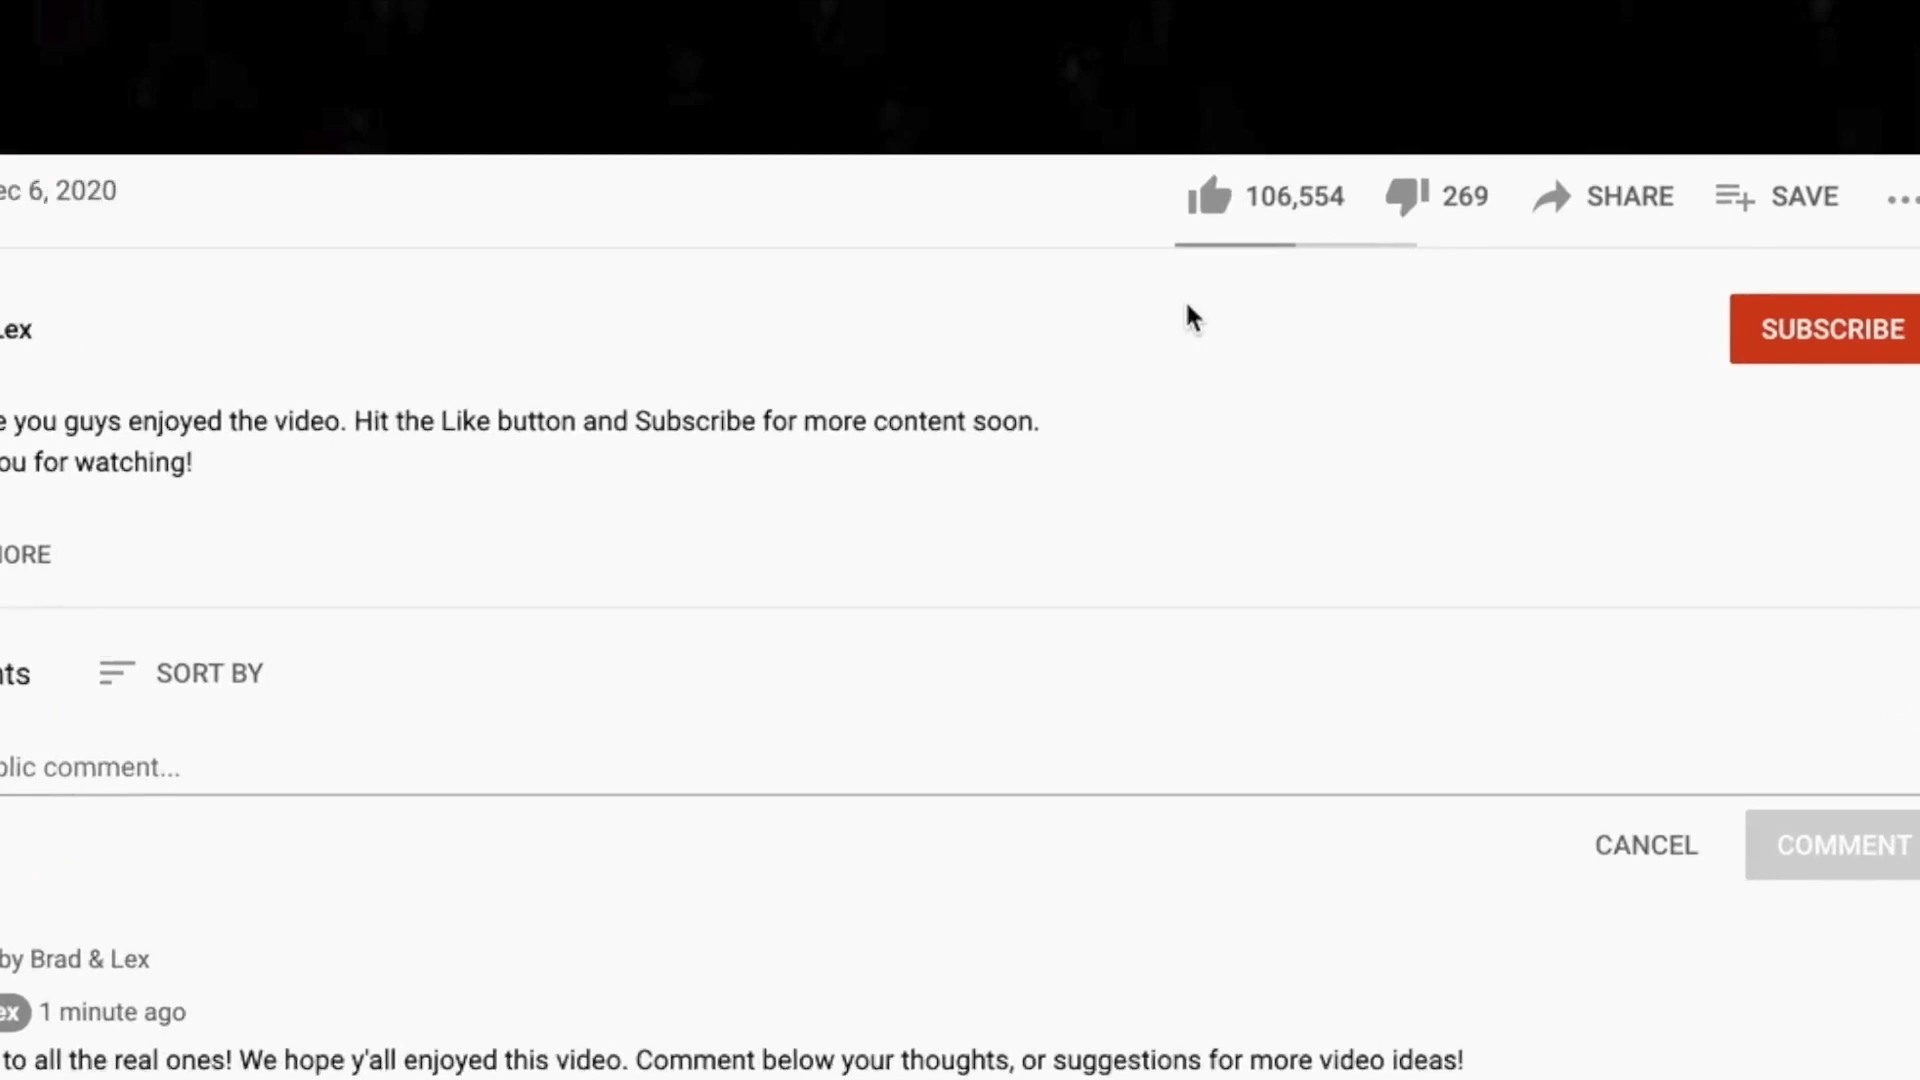 ec 6, 2020
106,554 269 SHARE SAVE ...
Lex
SUBSCRIBE
e you guys enjoyed the video. Hit the Like button and Subscribe for more content soon.
ou for watching!
MORE
nts SORT BY
blic comment...
CANCEL COMMENT
by Brad & Lex
ex 1 minute ago
to all the real ones! We hope y'all enjoyed this video. Comment below your thoughts, or suggestions for more video ideas!